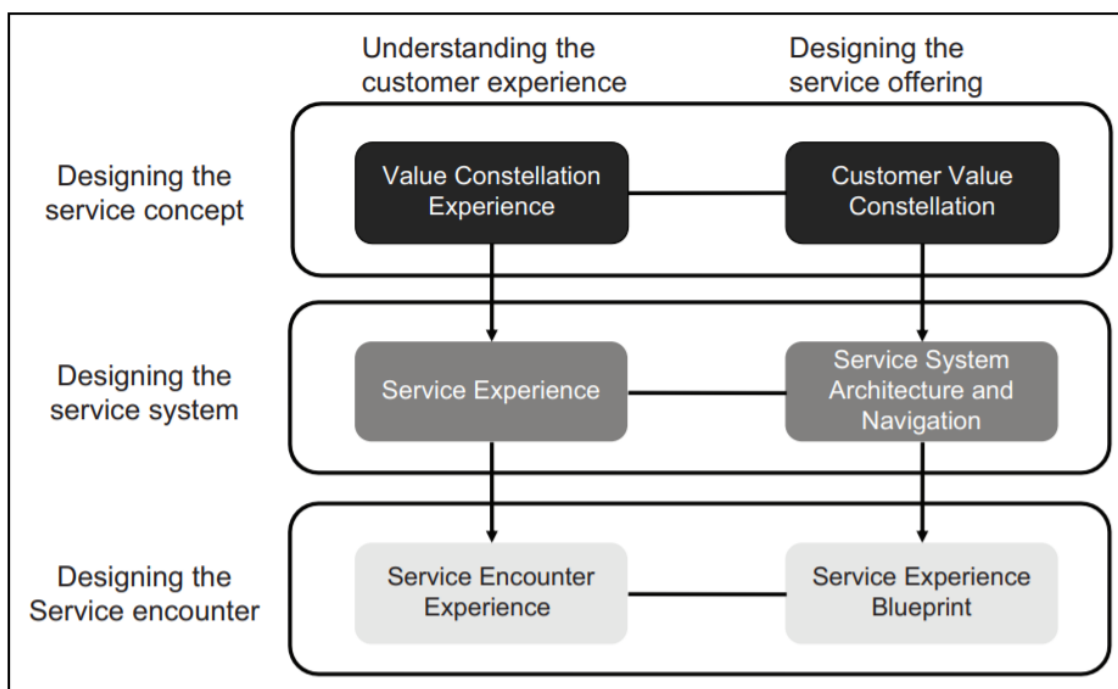 Understanding the
customer experience
Designing the
service offering
Designing the
service concept
Value Constellation
Experience
Customer Value
Constellation
Designing the
service system
Service Experience
Service System
Architecture and
Navigation
Designing the
Service encounter
Service Encounter
Experience
Service Experience
Blueprint